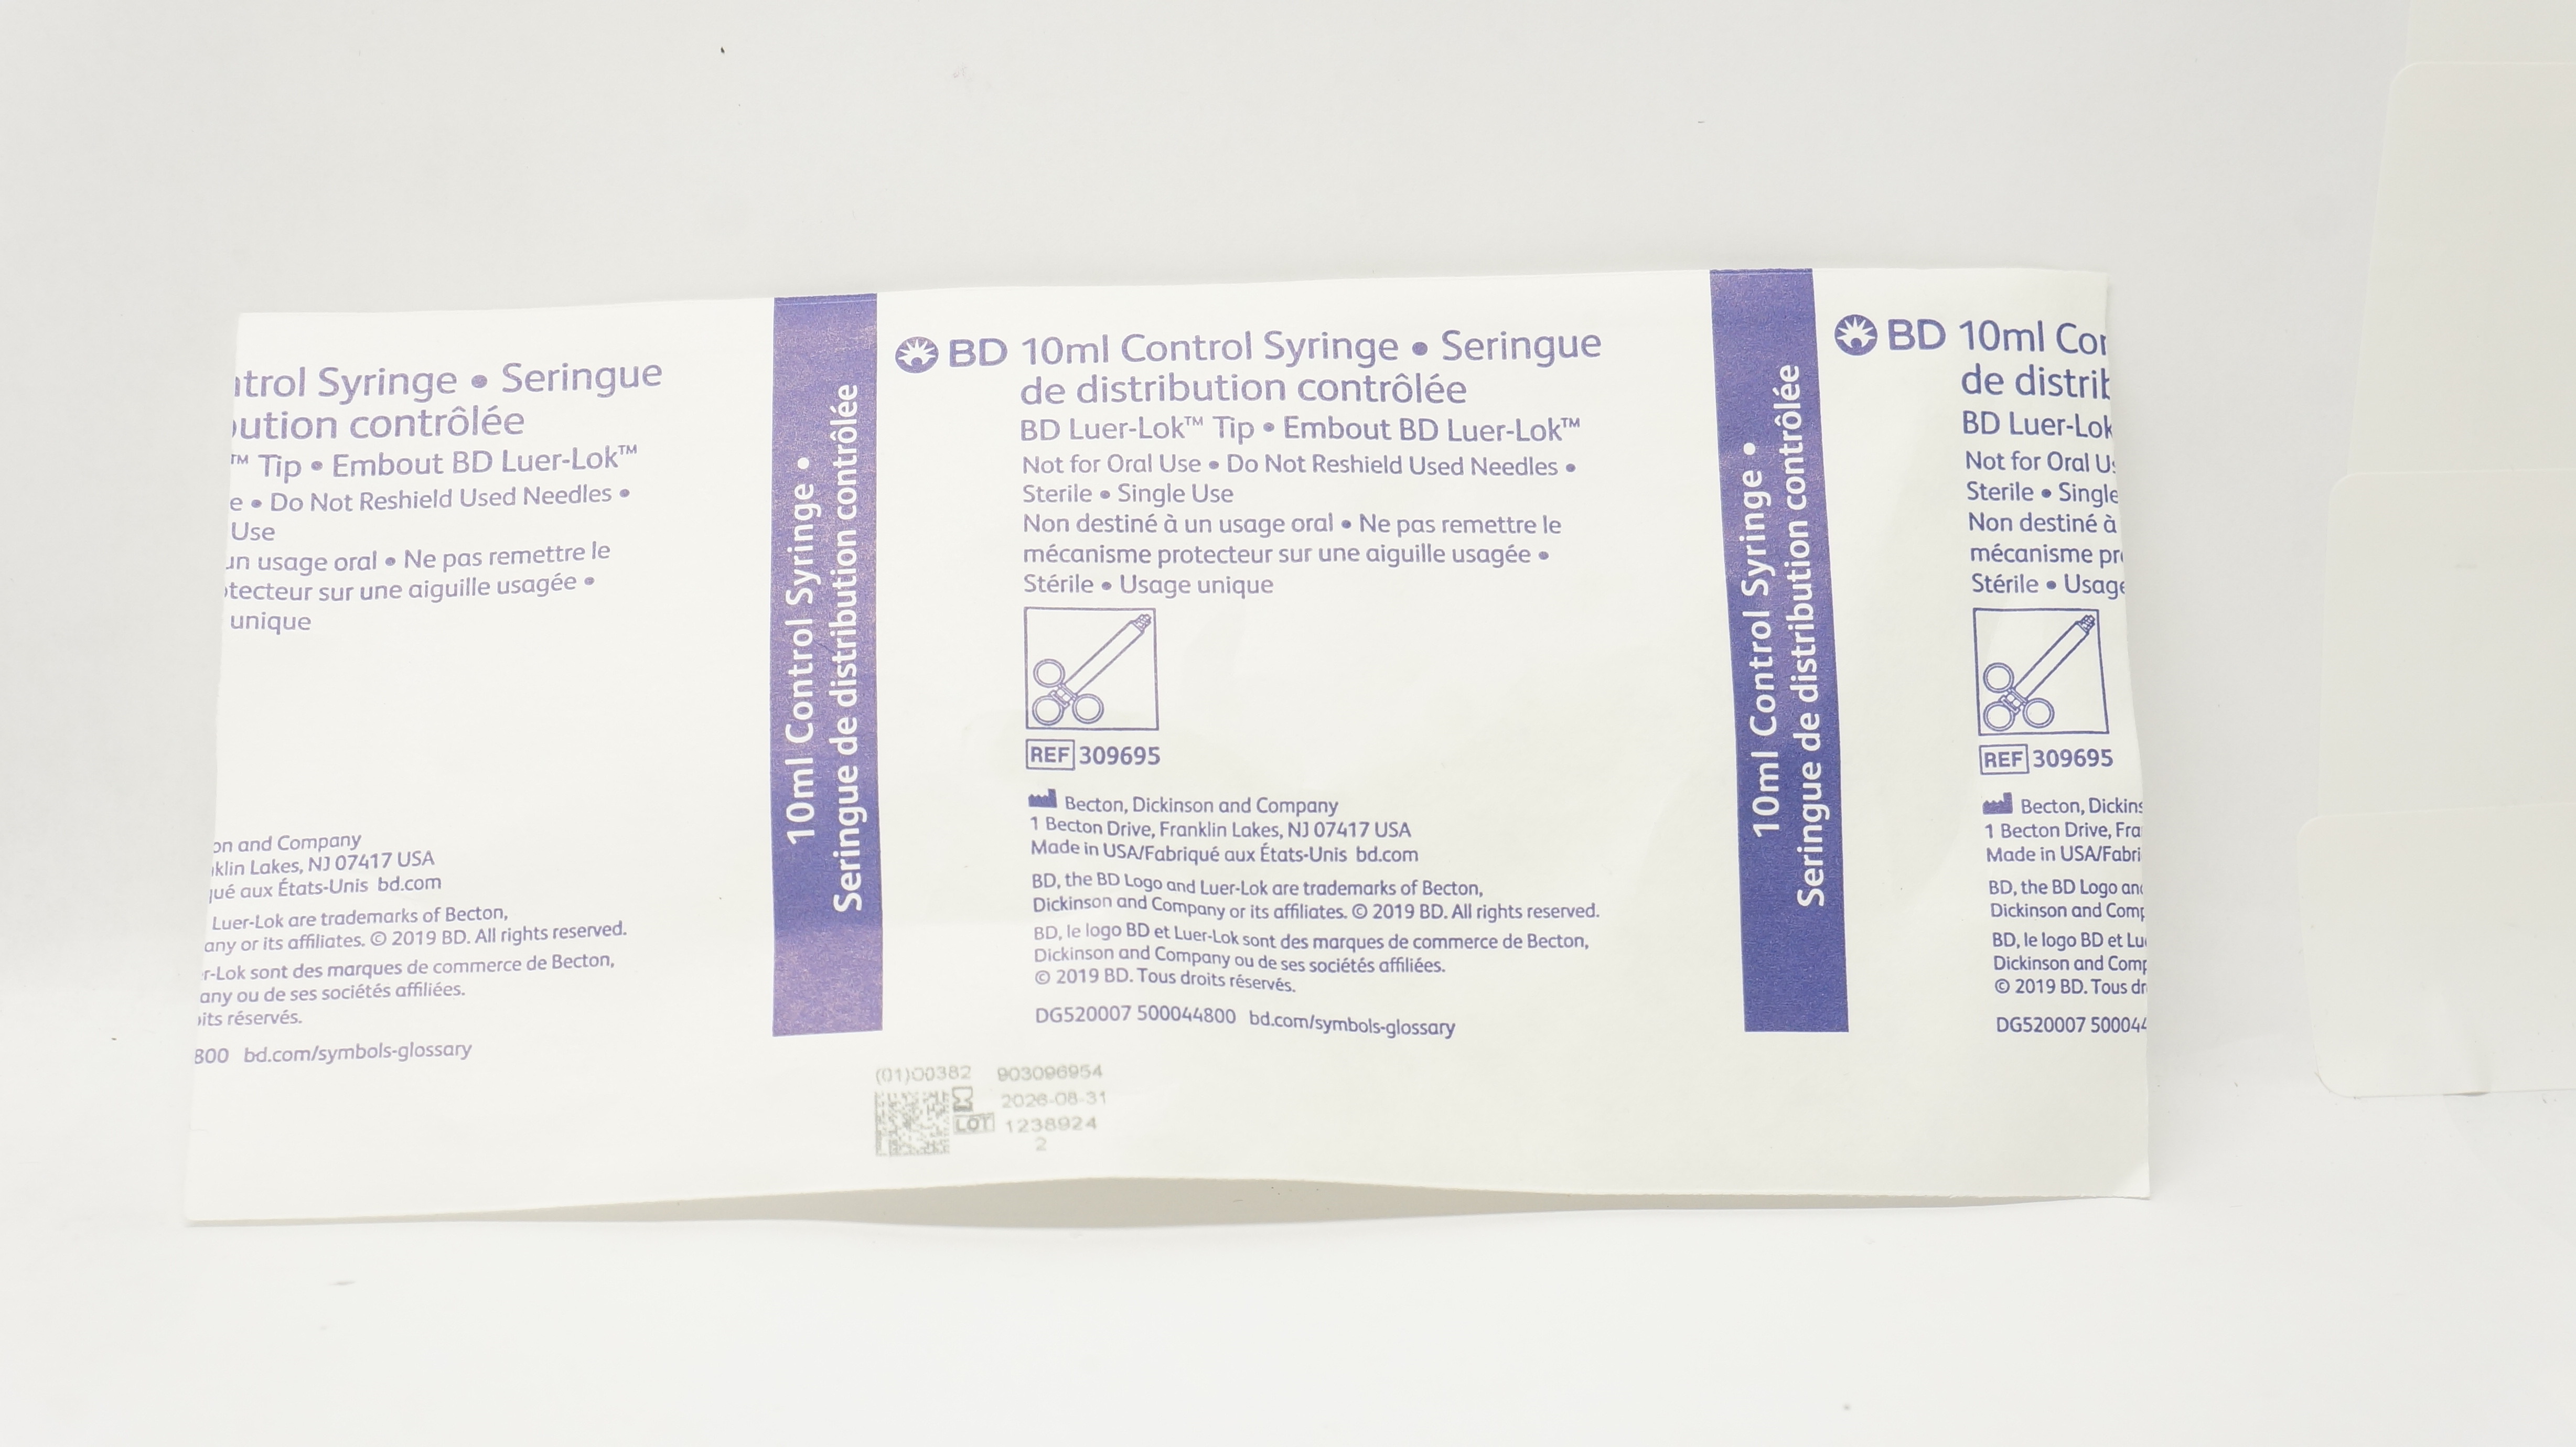 ntrol Syringe • Seringue
ution contrôlée
™ Tip • Embout BD Luer-Lok™
e • Do Not Reshield Used Needles •
Use
un usage oral • Ne pas remettre le
tecteur sur une aiguille usagée •
unique
on and Company
klin Lakes, NJ 07417 USA
qué aux États-Unis bd.com
Luer-Lok are trademarks of Becton,
any or its affiliates. © 2019 BD. All rights reserved.
r-Lok sont des marques de commerce de Becton,
any ou de ses sociétés affiliées.
its réservés.
800 bd.com/symbols-glossary
10ml Control Syringe •
Seringue de distribution contrôlée
BD 10ml Control Syringe • Seringue
de distribution contrôlée
BD Luer-Lok™ Tip • Embout BD Luer-Lok™
Not for Oral Use • Do Not Reshield Used Needles •
Sterile • Single Use
Non destiné à un usage oral • Ne pas remettre le
mécanisme protecteur sur une aiguille usagée •
Stérile • Usage unique
REF 309695
Becton, Dickinson and Company
1 Becton Drive, Franklin Lakes, NJ 07417 USA
Made in USA/Fabriqué aux États-Unis bd.com
BD, the BD Logo and Luer-Lok are trademarks of Becton,
Dickinson and Company or its affiliates. © 2019 BD. All rights reserved.
BD, le logo BD et Luer-Lok sont des marques de commerce de Becton,
Dickinson and Company ou de ses sociétés affiliées.
© 2019 BD. Tous droits réservés.
DG520007 500044800 bd.com/symbols-glossary
(01)00382 903096954
2026-08-31
LOT 1238924
2
10ml Control Syringe •
Seringue de distribution contrôlée
BD 10ml Cor
de distrib
BD Luer-Lok
Not for Oral U
Sterile • Single
Non destiné à
mécanisme pr
Stérile • Usage
REF 309695
Becton, Dickins
1 Becton Drive, Fra
Made in USA/Fabri
BD, the BD Logo an
Dickinson and Comp
BD, le logo BD et Lu
Dickinson and Comp
© 2019 BD. Tous dr
DG520007 50004